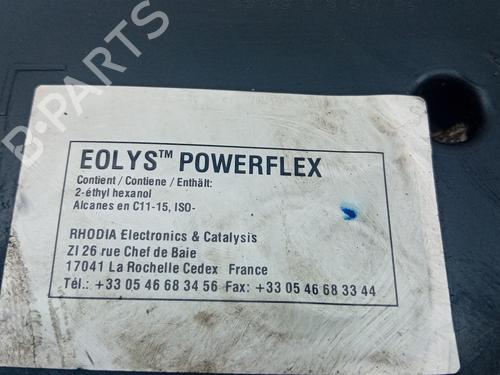 EOLYS™ POWERFLEX
Contient / Contiene / Enthält:
2-éthyl hexanol
Alcanes en C11-15, ISO-
RHODIA Electronics & Catalysis
ZI 26 rue Chef de Baie
17041 La Rochelle Cedex France
Tél.: +33 05 46 68 34 56 Fax: +33 05 46 68 33 44
B-PARTS